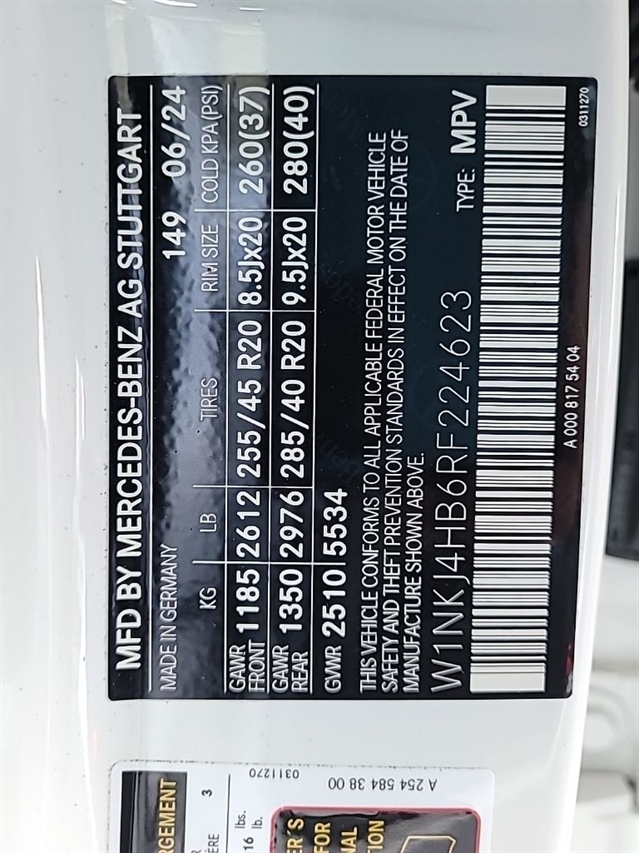 MFD BY MERCEDES-BENZ AG STUTTGART
MADE IN GERMANY 149 06/24
KG LB TIRES RIM SIZE COLD KPA (PSI)
GAWR FRONT 1185 2612 255/45 R20 8.5Jx20 260(37)
GAWR REAR 1350 2976 285/40 R20 9.5Jx20 280(40)
GVWR 2510 5534
THIS VEHICLE CONFORMS TO ALL APPLICABLE FEDERAL MOTOR VEHICLE
SAFETY AND THEFT PREVENTION STANDARDS IN EFFECT ON THE DATE OF
MANUFACTURE SHOWN ABOVE.
W1NKJ4HB6RF224623 TYPE: MPV
A 000 817 54 04
0311270
0311270
A 254 584 38 00
3
lbs.
lb.
FOR